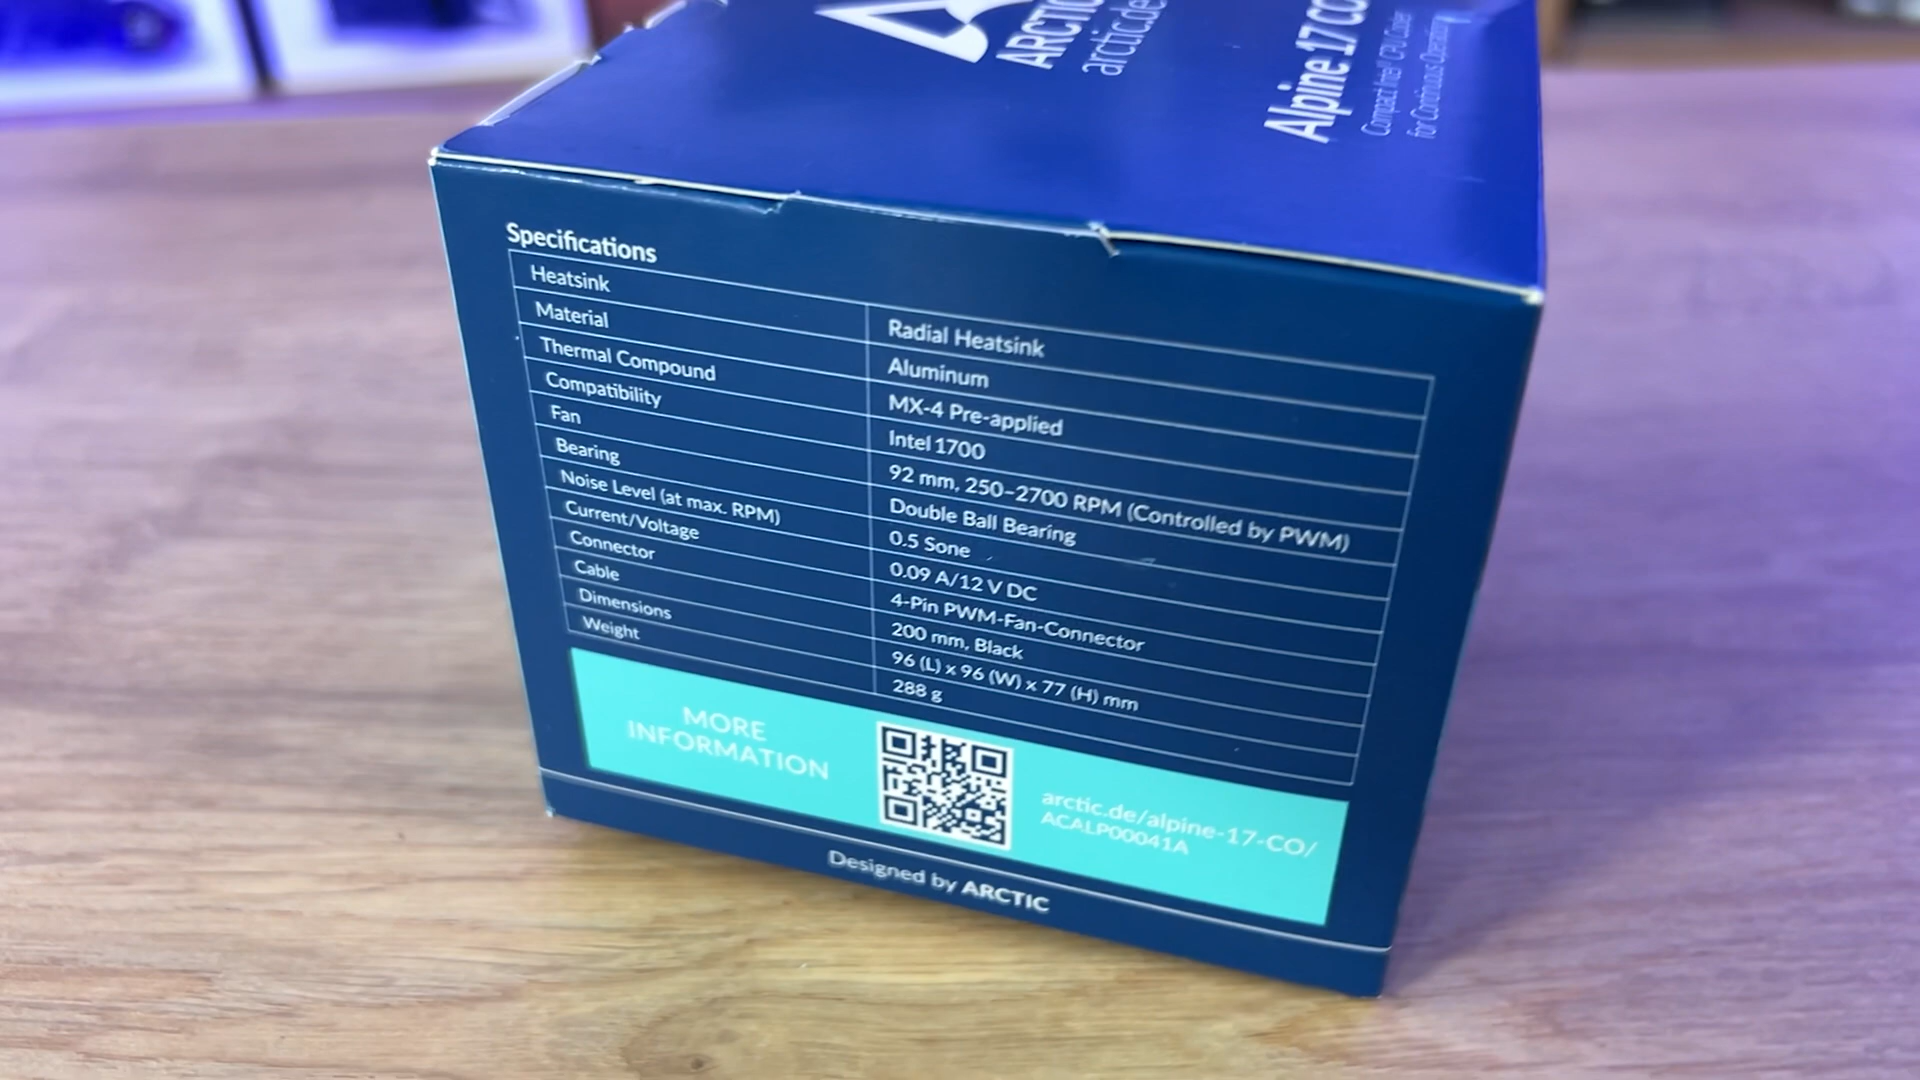 ARCTIC
Alpine 17 CO
Compact Intel® CPU Cooler
for Continuous Operation
Specifications
Heatsink Radial Heatsink
Material Aluminum
Thermal Compound MX-4 Pre-applied
Compatibility Intel 1700
Fan 92 mm, 250–2700 RPM (Controlled by PWM)
Bearing Double Ball Bearing
Noise Level (at max. RPM) 0.5 Sone
Current/Voltage 0.09 A/12 V DC
Connector 4-Pin PWM-Fan-Connector
Cable 200 mm, Black
Dimensions 96 (L) x 96 (W) x 77 (H) mm
Weight 288 g
MORE
INFORMATION
arctic.de/alpine-17-CO/
ACALP00041A
Designed by ARCTIC